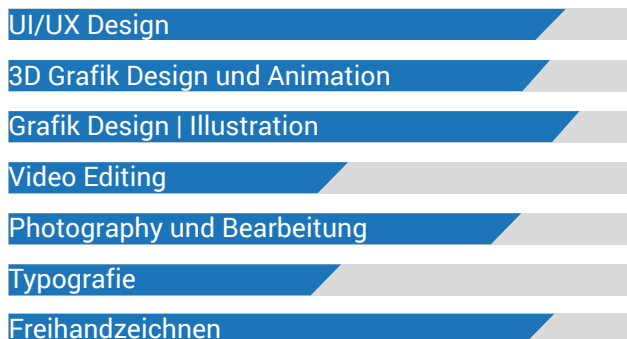 UI/UX Design
3D Grafik Design und Animation
Grafik Design | Illustration
Video Editing
Photography und Bearbeitung
Typografie
Freihandzeichnen